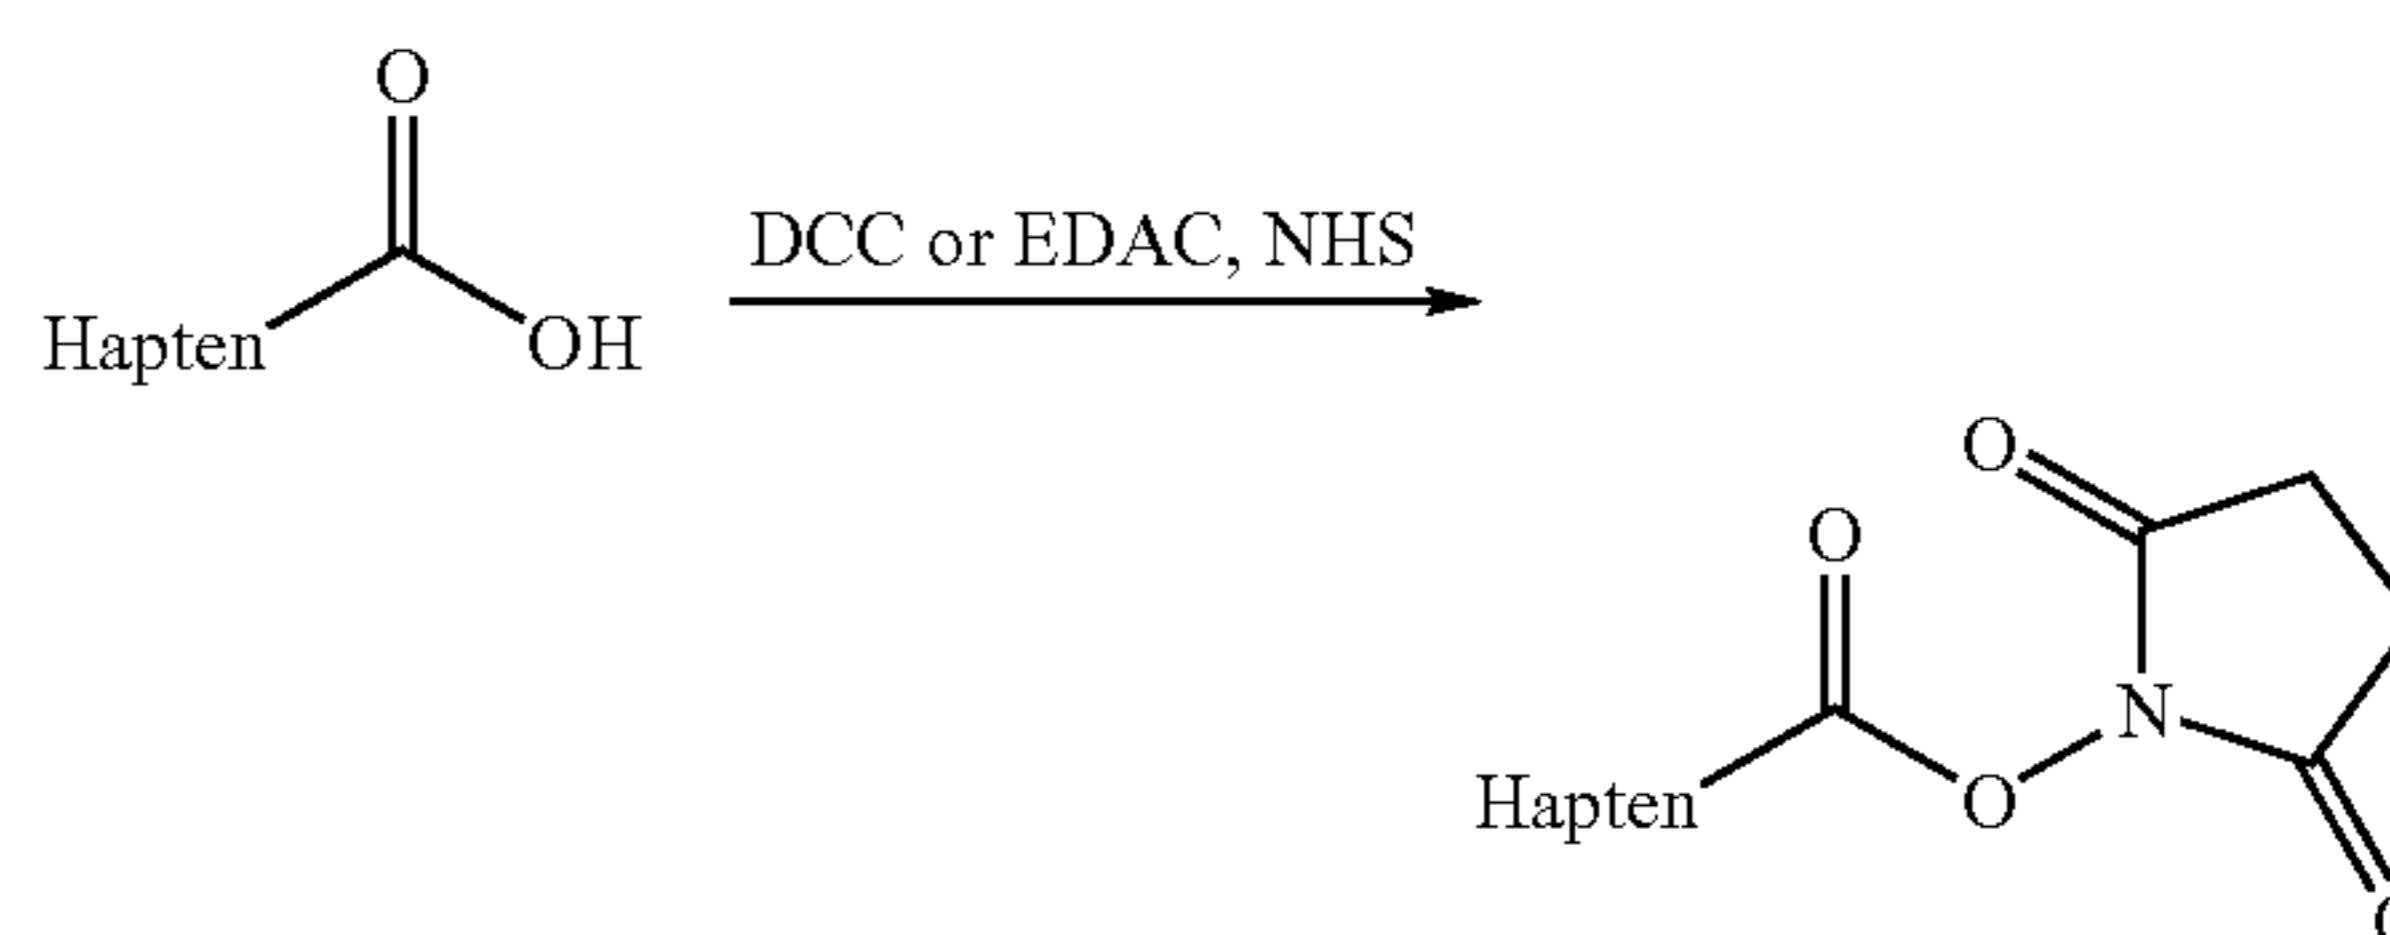 O
DCC or EDAC, NHS
Hapten
OH
O
O
N
Hapten
O